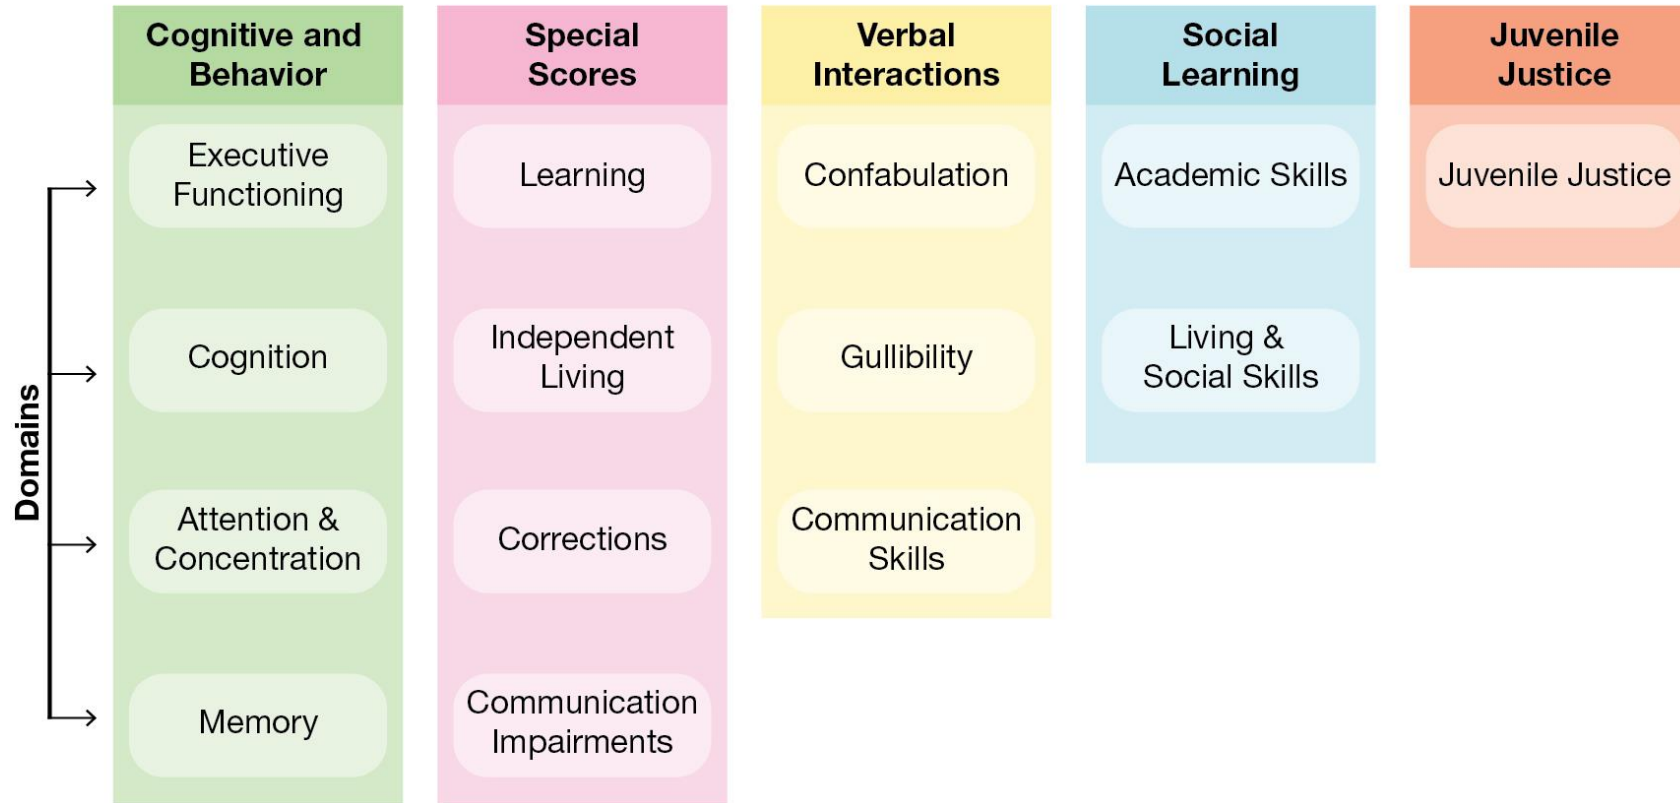 Cognitive and
Behavior
Special
Scores
Verbal
Interactions
Social
Learning
Juvenile
Justice
Domains
Executive
Functioning
Learning
Confabulation
Academic Skills
Juvenile Justice
Cognition
Independent
Living
Gullibility
Living &
Social Skills
Attention &
Concentration
Corrections
Communication
Skills
Memory
Communication
Impairments